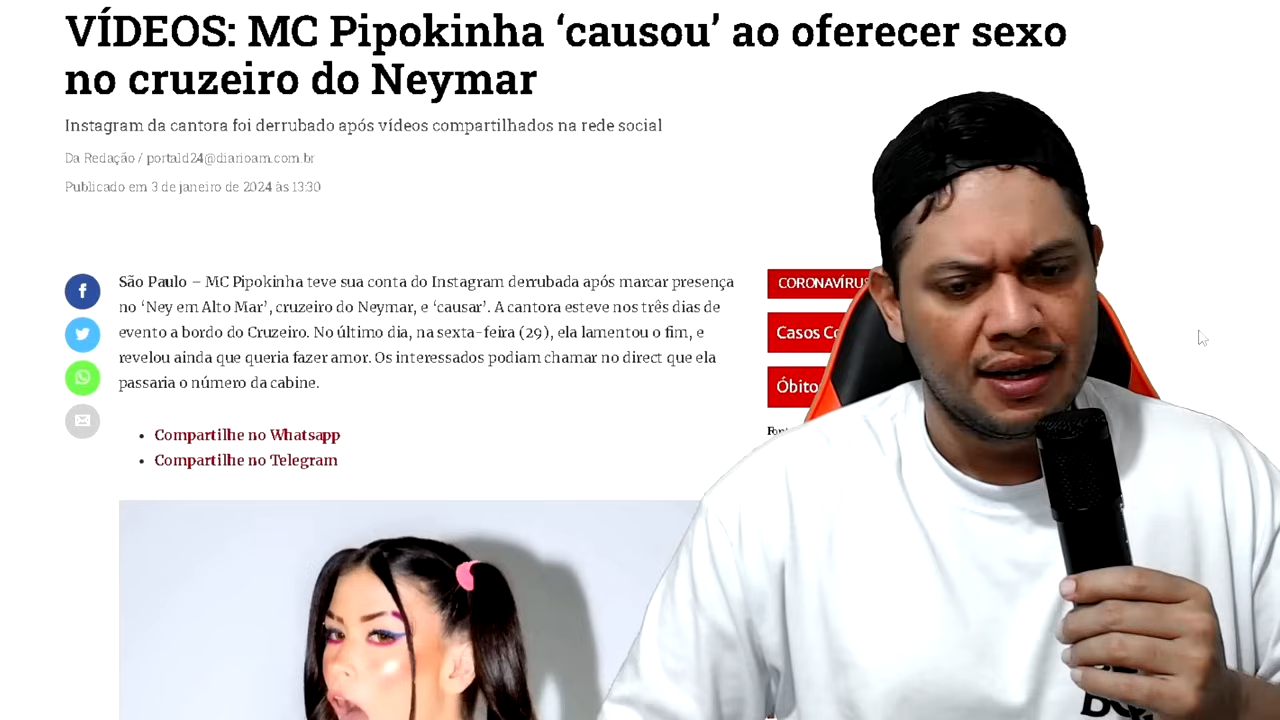 VÍDEOS: MC Pipokinha ‘causou’ ao oferecer sexo
no cruzeiro do Neymar
Instagram da cantora foi derrubado após vídeos compartilhados na rede social
Da Redação / portald24@diarioam.com.br
Publicado em 3 de janeiro de 2024 às 13:30
São Paulo – MC Pipokinha teve sua conta do Instagram derrubada após marcar presença
no ‘Ney em Alto Mar’, cruzeiro do Neymar, e ‘causar’. A cantora esteve nos três dias de
evento a bordo do Cruzeiro. No último dia, na sexta-feira (29), ela lamentou o fim, e
revelou ainda que queria fazer amor. Os interessados podiam chamar no direct que ela
passaria o número da cabine.
Compartilhe no Whatsapp
Compartilhe no Telegram
CORONAVÍRUS
Casos